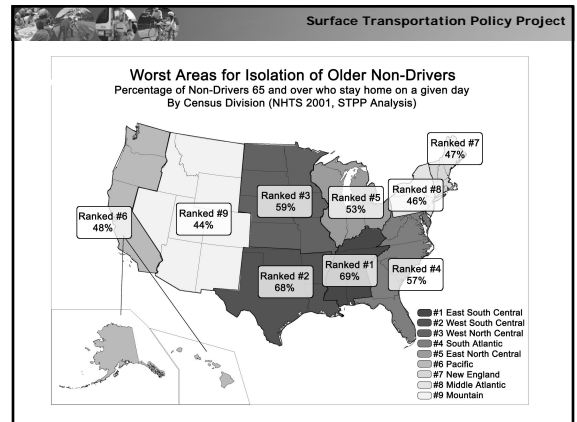 Surface Transportation Policy Project
Worst Areas for Isolation of Older Non-Drivers
Percentage of Non-Drivers 65 and over who stay home on a given day
By Census Division (NHTS 2001, STPP Analysis)
Ranked #7
47%
Ranked #8
46%
Ranked #3
59%
Ranked #5
53%
Ranked #6
48%
Ranked #9
44%
Ranked #1
69%
Ranked #2
68%
Ranked #4
57%
#1 East South Central
#2 West South Central
#3 West North Central
#4 South Atlantic
#5 East North Central
#6 Pacific
#7 New England
#8 Middle Atlantic
#9 Mountain